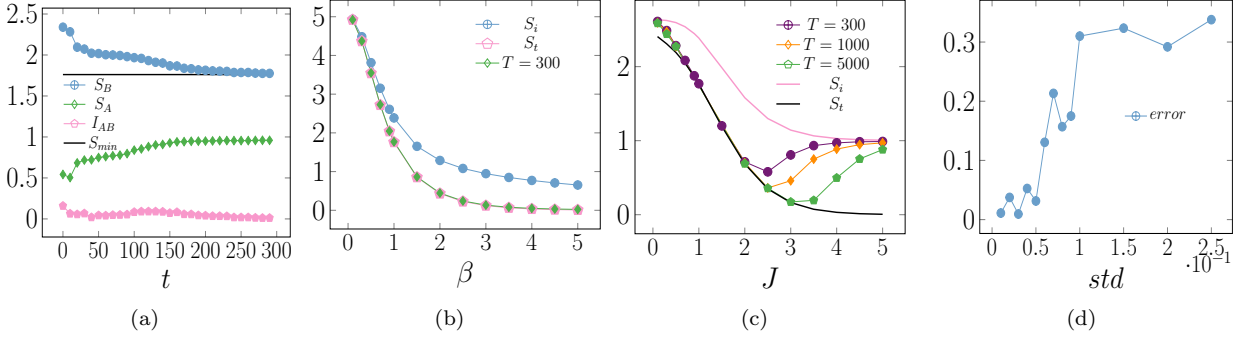 2.5
2
1.5
1
0.5
0
S_B
S_A
I_AB
S_min
0 50 100 150 200 250 300
t
(a)
5
4
3
2
1
0
S_i
S_t
T = 300
0 1 2 3 4 5
β
(b)
2
1
0
T = 300
T = 1000
T = 5000
S_i
S_t
0 1 2 3 4 5
J
(c)
0.3
0.2
0.1
0
error
0 0.5 1 1.5 2 2.5
·10^−1
std
(d)